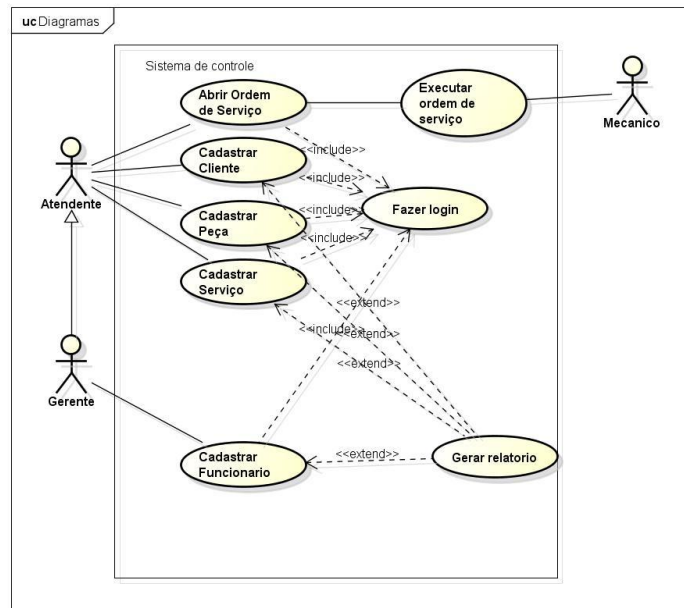 uc Diagramas
Sistema de controle
Abrir Ordem
de Serviço
Executar
ordem de
serviço
Mecanico
<<include>>
Cadastrar
Cliente
<<include>>
Atendente
<<include>>
Fazer login
Cadastrar
Peça
<<include>>
Cadastrar
Serviço
<<extend>>
<<include>>
<<extend>>
<<extend>>
Gerente
Cadastrar
Funcionario
<<extend>>
Gerar relatorio